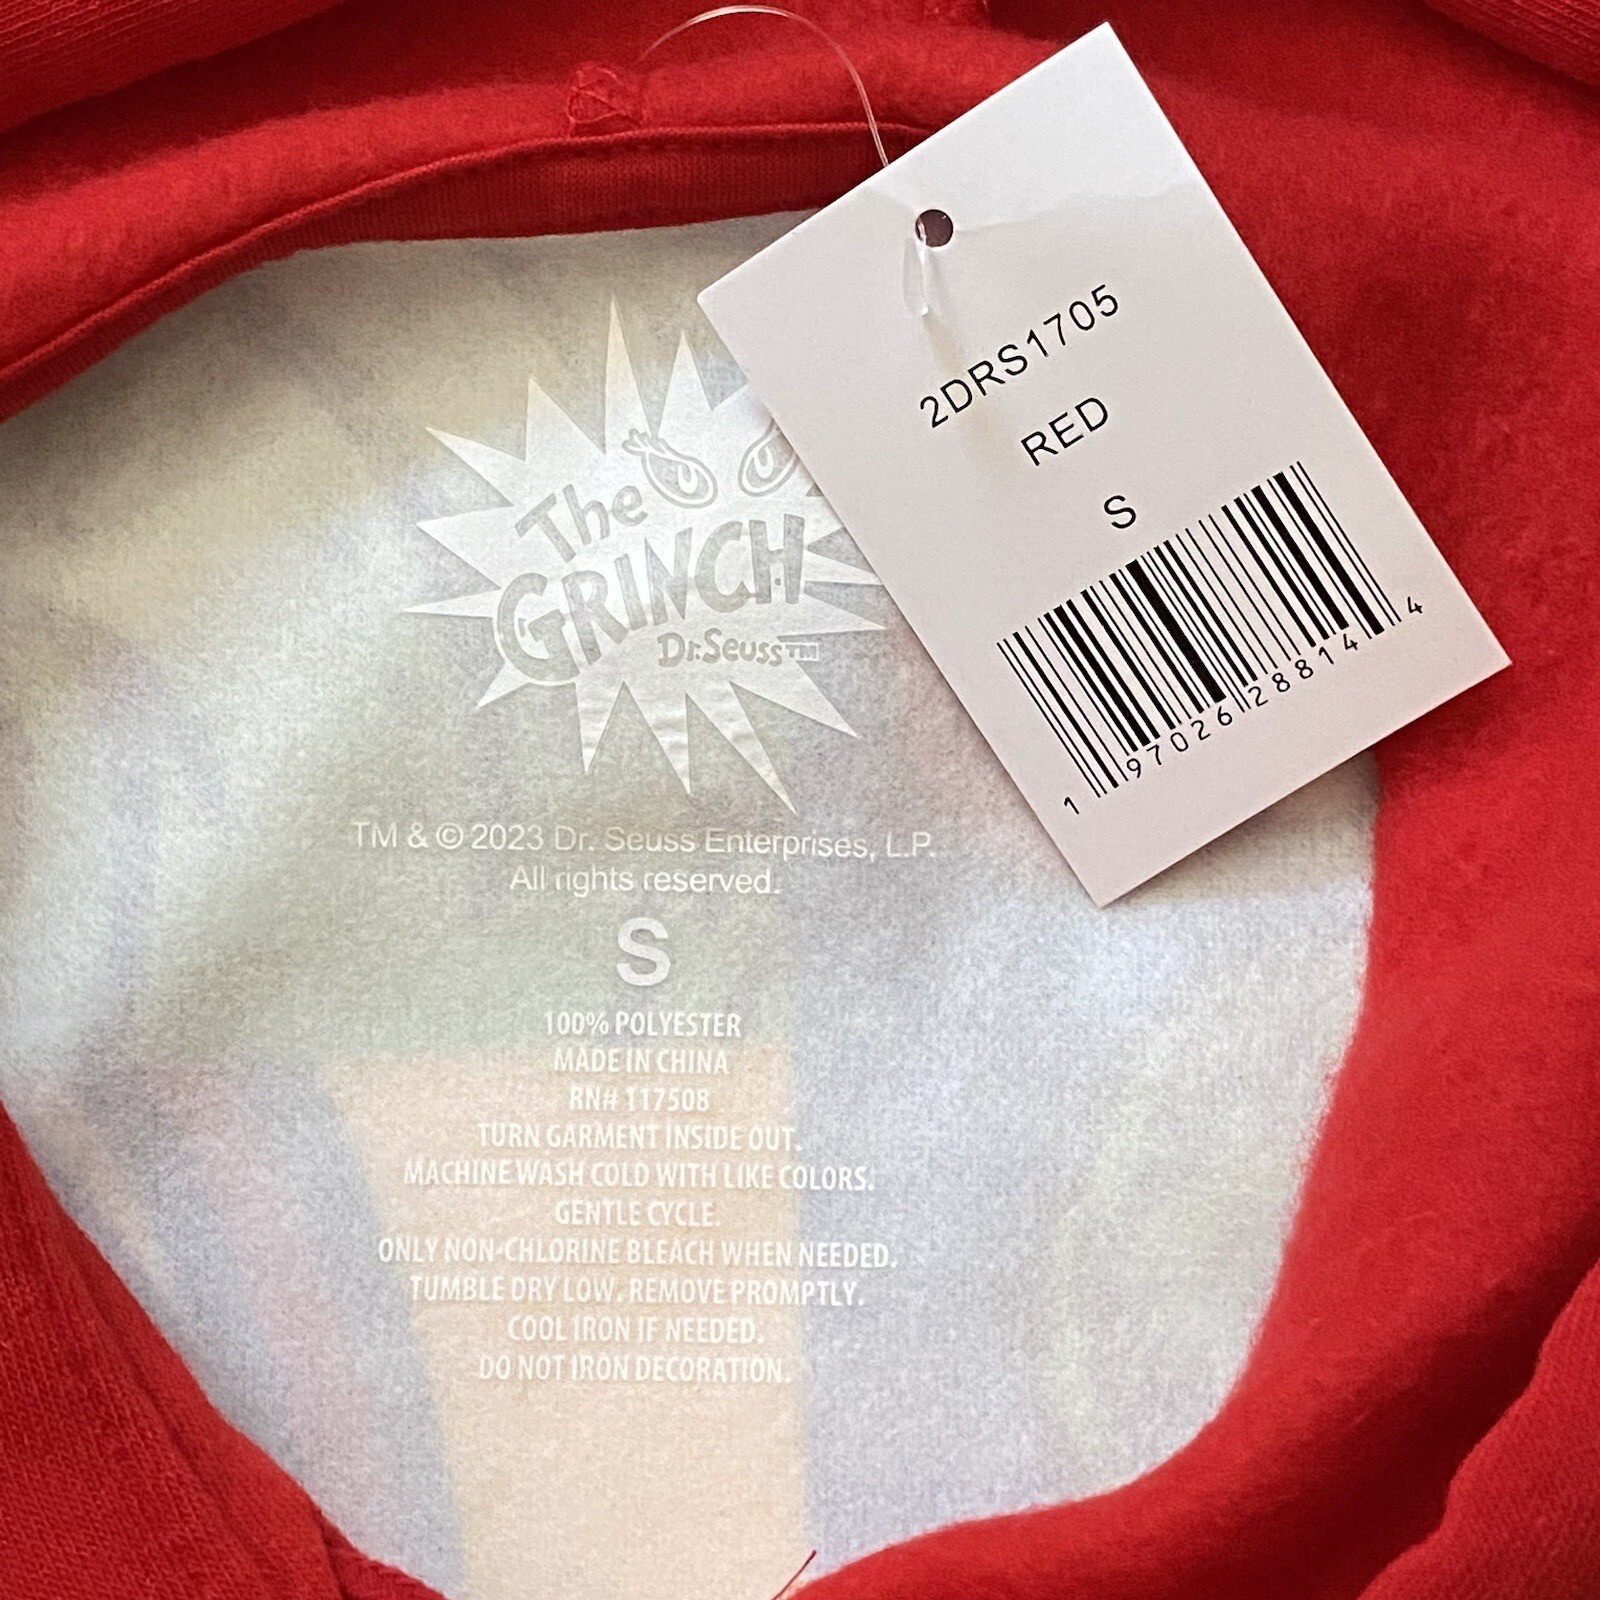 2DRS1705
RED
S
1 97026 28814 4
The
GRINCH
Dr. Seuss™
TM & © 2023 Dr. Seuss Enterprises, L.P.
All rights reserved.
S
100% POLYESTER
MADE IN CHINA
RN# 117508
TURN GARMENT INSIDE OUT.
MACHINE WASH COLD WITH LIKE COLORS.
GENTLE CYCLE.
ONLY NON-CHLORINE BLEACH WHEN NEEDED.
TUMBLE DRY LOW. REMOVE PROMPTLY.
COOL IRON IF NEEDED.
DO NOT IRON DECORATION.